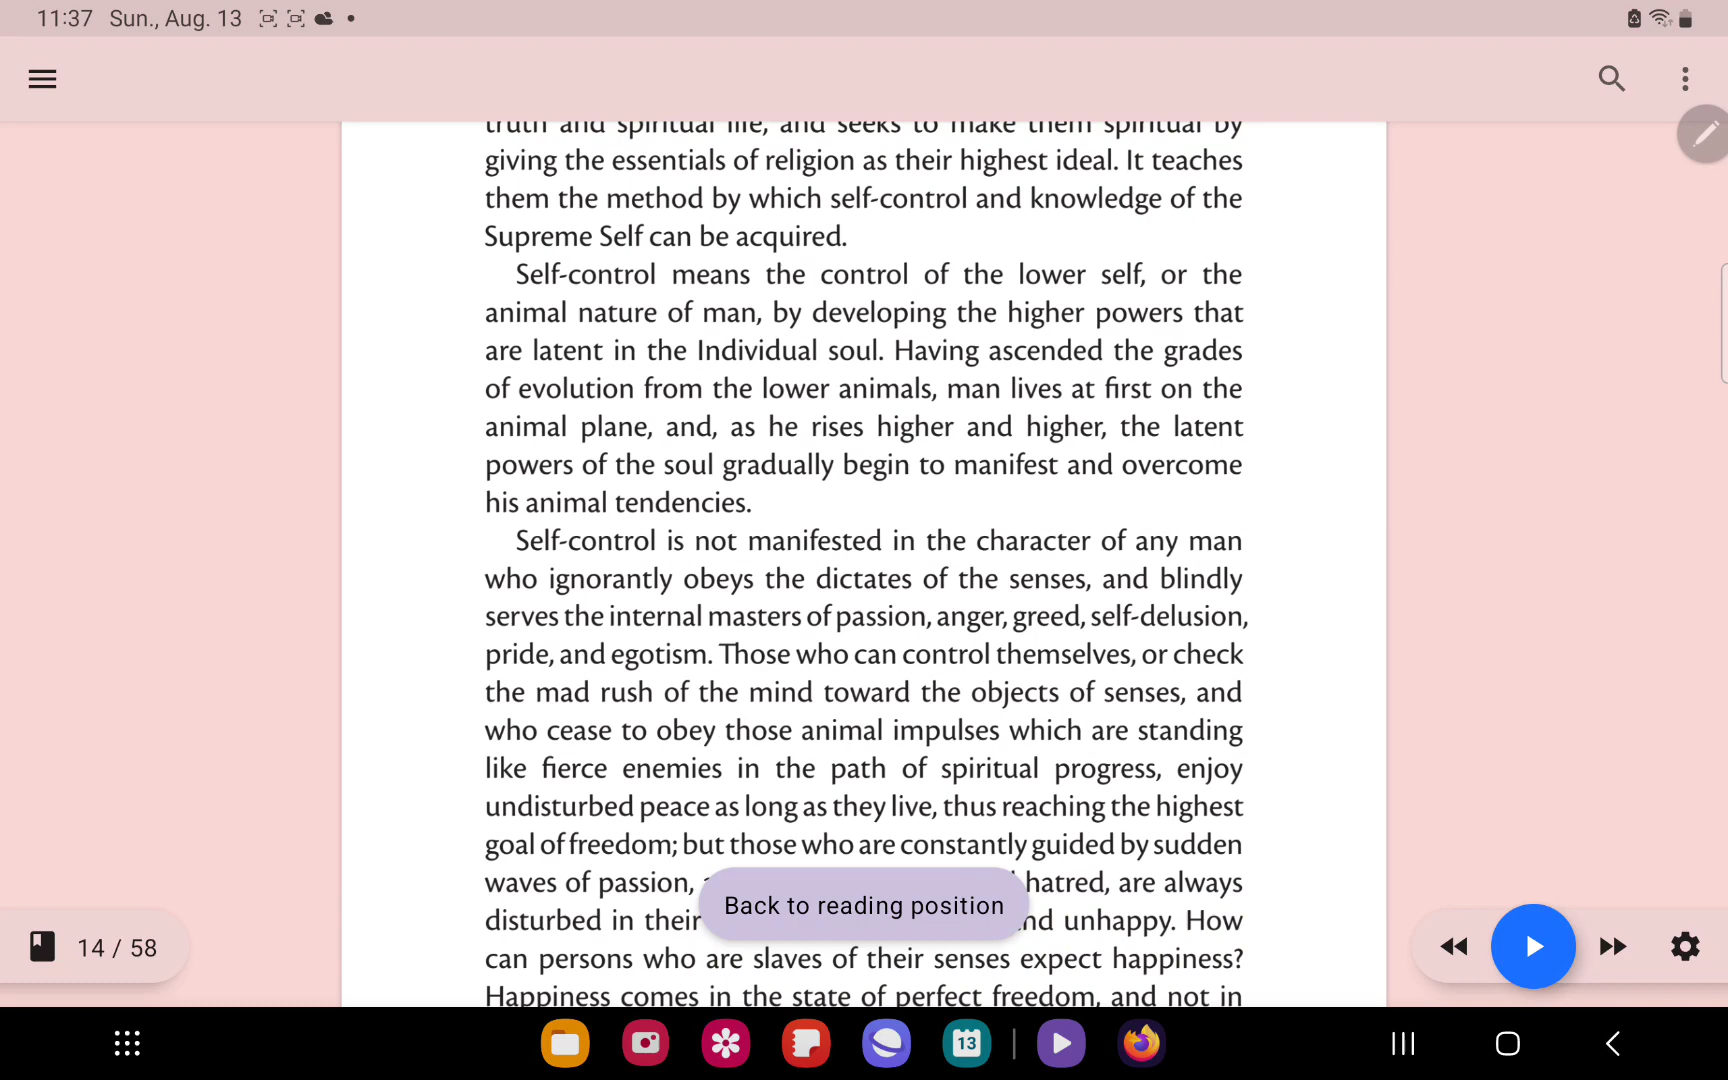 11:37 Sun., Aug. 13
truth and spiritual life, and seeks to make them spiritual by
giving the essentials of religion as their highest ideal. It teaches
them the method by which self-control and knowledge of the
Supreme Self can be acquired.
Self-control means the control of the lower self, or the
animal nature of man, by developing the higher powers that
are latent in the Individual soul. Having ascended the grades
of evolution from the lower animals, man lives at first on the
animal plane, and, as he rises higher and higher, the latent
powers of the soul gradually begin to manifest and overcome
his animal tendencies.
Self-control is not manifested in the character of any man
who ignorantly obeys the dictates of the senses, and blindly
serves the internal masters of passion, anger, greed, self-delusion,
pride, and egotism. Those who can control themselves, or check
the mad rush of the mind toward the objects of senses, and
who cease to obey those animal impulses which are standing
like fierce enemies in the path of spiritual progress, enjoy
undisturbed peace as long as they live, thus reaching the highest
goal of freedom; but those who are constantly guided by sudden
waves of passion, hatred, are always
disturbed in their and unhappy. How
Back to reading position
can persons who are slaves of their senses expect happiness?
Happiness comes in the state of perfect freedom, and not in
14 / 58
13